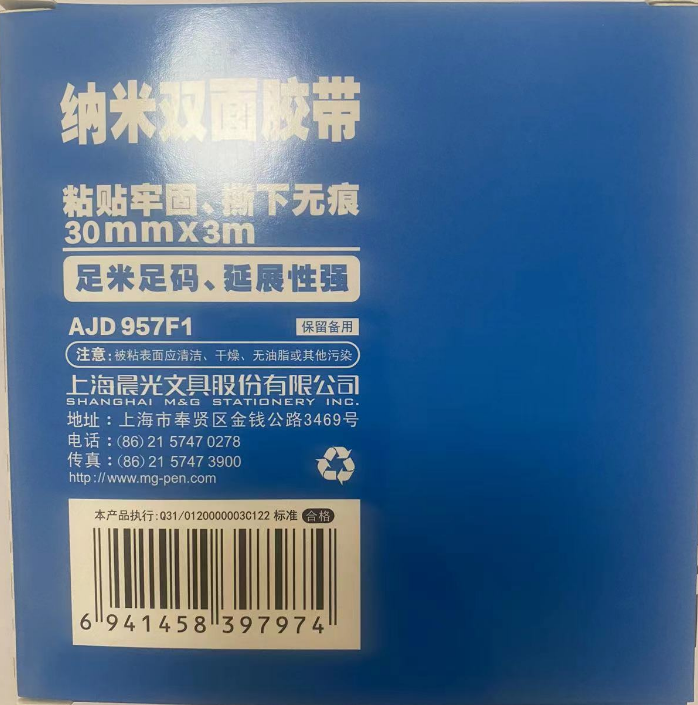 纳米双面胶带
粘贴牢固、撕下无痕
30mmx3m
足米足码、延展性强
AJD 957F1 保留备用
注意:被粘表面应清洁、干燥、无油脂或其他污染
上海晨光文具股份有限公司
SHANGHAI M&G STATIONERY INC.
地址:上海市奉贤区金钱公路3469号
电话:(86) 21 5747 0278
传真:(86) 21 5747 3900
http://www.mg-pen.com
本产品执行:Q31/0120000003C122 标准 合格
6 941458 397974